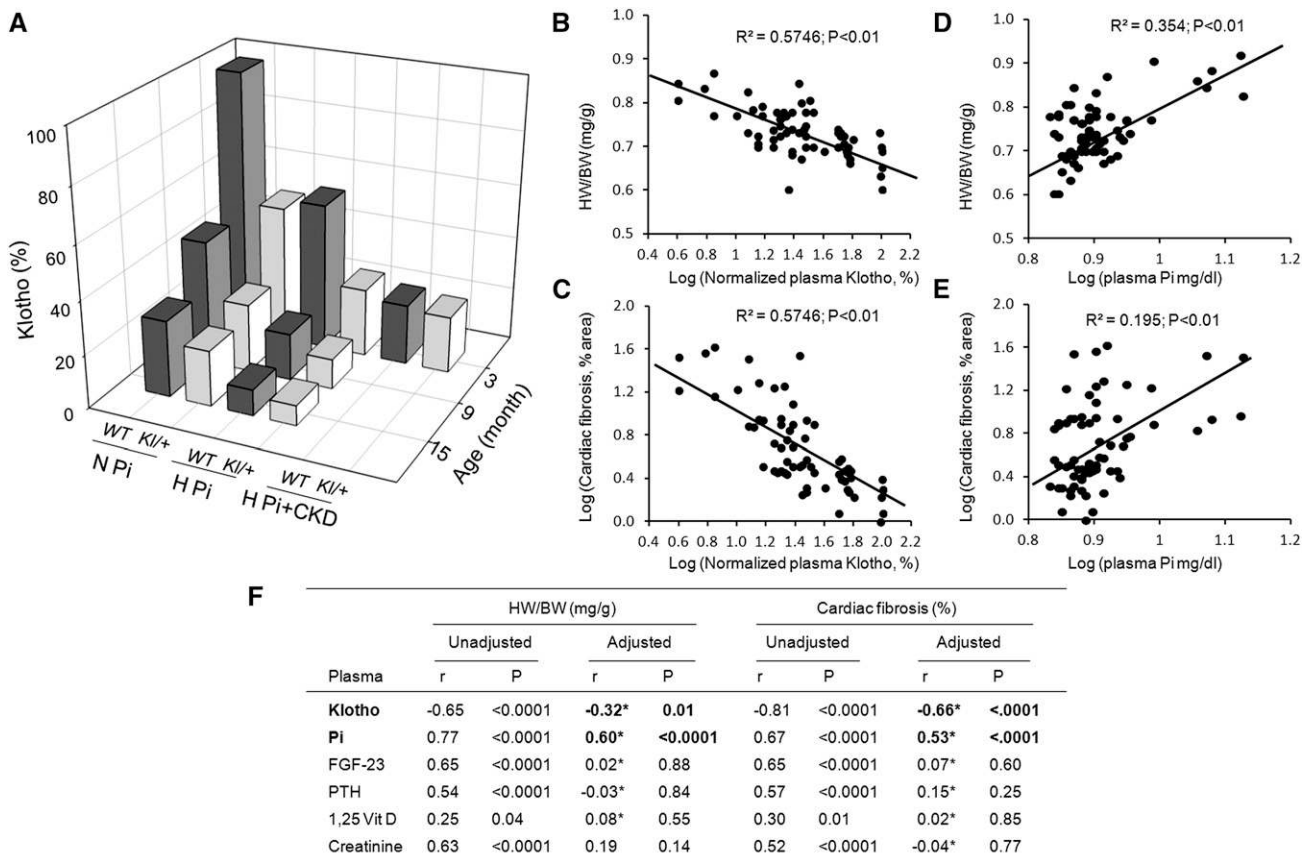 A
Klotho (%)
100
80
60
40
20
0
WT Kl/+
N Pi
WT Kl/+
H Pi
WT Kl/+
H Pi+CKD
3
9
15
Age (month)
B
R² = 0.5746; P<0.01
HW/BW (mg/g)
1.0
0.9
0.8
0.7
0.6
0.5
0.4 0.6 0.8 1 1.2 1.4 1.6 1.8 2.0 2.2
Log (Normalized plasma Klotho, %)
C
R² = 0.5746; P<0.01
Log (Cardiac fibrosis, % area)
2.0
1.6
1.2
0.8
0.4
0.0
0.4 0.6 0.8 1.0 1.2 1.4 1.6 1.8 2.0 2.2
Log (Normalized plasma Klotho, %)
D
R² = 0.354; P<0.01
HW/BW (mg/g)
1.0
0.9
0.8
0.7
0.6
0.5
0.8 0.9 1 1.1 1.2
Log (plasma Pi mg/dl)
E
R² = 0.195; P<0.01
Log (Cardiac fibrosis, % area)
2.0
1.6
1.2
0.8
0.4
0.0
0.8 0.9 1 1.1 1.2
Log (plasma Pi mg/dl)
F
HW/BW (mg/g) Cardiac fibrosis (%)
Unadjusted Adjusted Unadjusted Adjusted
Plasma r P r P r P r P
Klotho -0.65 <0.0001 -0.32* 0.01 -0.81 <0.0001 -0.66* <.0001
Pi 0.77 <0.0001 0.60* <0.0001 0.67 <0.0001 0.53* <.0001
FGF-23 0.65 <0.0001 0.02* 0.88 0.65 <0.0001 0.07* 0.60
PTH 0.54 <0.0001 -0.03* 0.84 0.57 <0.0001 0.15* 0.25
1,25 Vit D 0.25 0.04 0.08* 0.55 0.30 0.01 0.02* 0.85
Creatinine 0.63 <0.0001 0.19 0.14 0.52 <0.0001 -0.04* 0.77